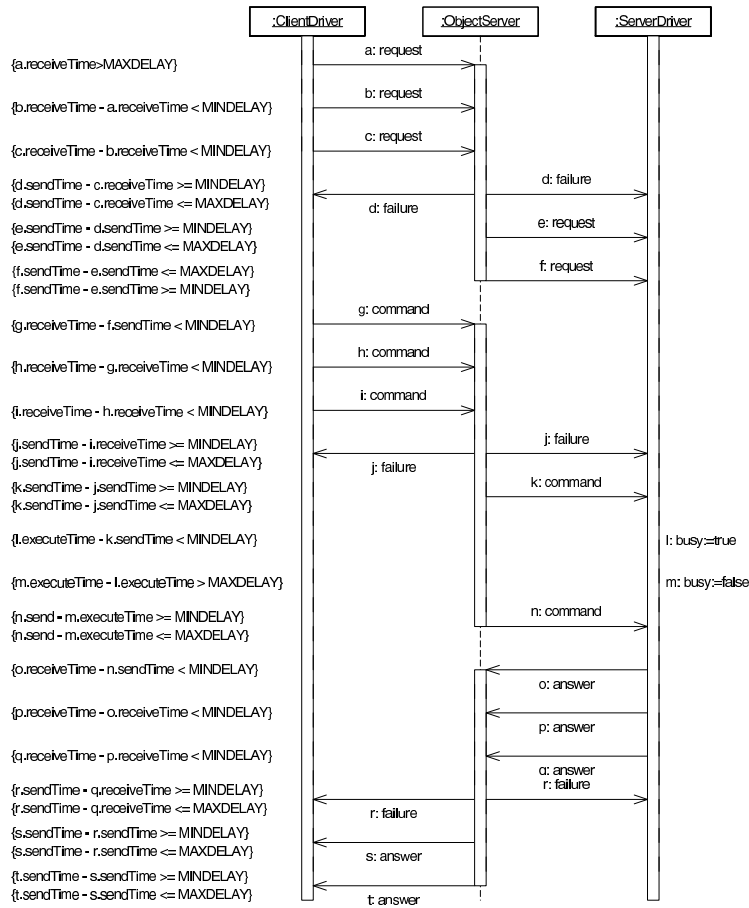 :ClientDriver
:ObjectServer
:ServerDriver
a: request
{a.receiveTime>MAXDELAY}
b: request
{b.receiveTime - a.receiveTime < MINDELAY}
c: request
{c.receiveTime - b.receiveTime < MINDELAY}
{d.sendTime - c.receiveTime >= MINDELAY}
d: failure
{d.sendTime - c.receiveTime <= MAXDELAY}
d: failure
{e.sendTime - d.sendTime >= MINDELAY}
e: request
{e.sendTime - d.sendTime <= MAXDELAY}
{f.sendTime - e.sendTime <= MAXDELAY}
f: request
{f.sendTime - e.sendTime >= MINDELAY}
g: command
{g.receiveTime - f.sendTime < MINDELAY}
h: command
{h.receiveTime - g.receiveTime < MINDELAY}
i: command
{i.receiveTime - h.receiveTime < MINDELAY}
{j.sendTime - i.receiveTime >= MINDELAY}
j: failure
{j.sendTime - i.receiveTime <= MAXDELAY}
j: failure
{k.sendTime - j.sendTime >= MINDELAY}
k: command
{k.sendTime - j.sendTime <= MAXDELAY}
{l.executeTime - k.sendTime < MINDELAY}
l: busy:=true
{m.executeTime - l.executeTime > MAXDELAY}
m: busy:=false
{n.send - m.executeTime >= MINDELAY}
n: command
{n.send - m.executeTime <= MAXDELAY}
{o.receiveTime - n.sendTime < MINDELAY}
o: answer
{p.receiveTime - o.receiveTime < MINDELAY}
p: answer
{q.receiveTime - p.receiveTime < MINDELAY}
q: answer
{r.sendTime - q.receiveTime >= MINDELAY}
r: failure
{r.sendTime - q.receiveTime <= MAXDELAY}
r: failure
{s.sendTime - r.sendTime >= MINDELAY}
{s.sendTime - r.sendTime <= MAXDELAY}
s: answer
{t.sendTime - s.sendTime >= MINDELAY}
{t.sendTime - s.sendTime <= MAXDELAY}
t: answer